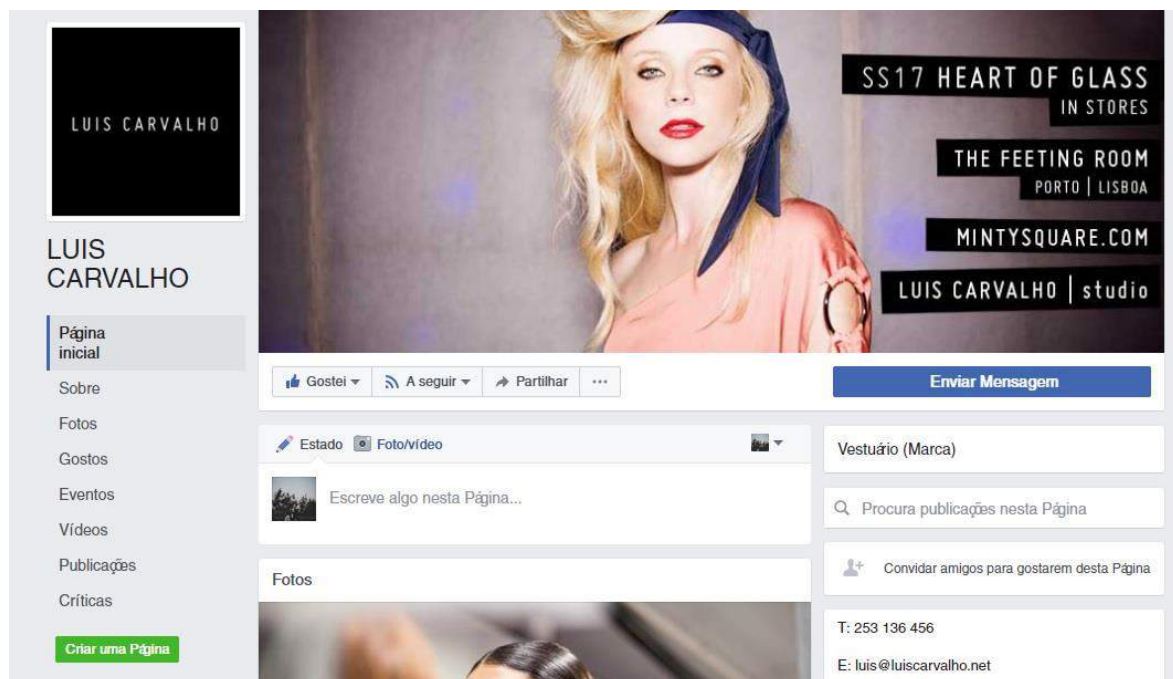 LUIS CARVALHO
LUIS
CARVALHO
Página
inicial
Sobre
Fotos
Gostos
Eventos
Vídeos
Publicações
Críticas
Criar uma Página
SS17 HEART OF GLASS
IN STORES
THE FEETING ROOM
PORTO | LISBOA
MINTYSQUARE.COM
LUIS CARVALHO | studio
Gostei A seguir Partilhar ...
Enviar Mensagem
Estado Foto/vídeo
Escreve algo nesta Página...
Fotos
Vestuário (Marca)
Procura publicações nesta Página
Convidar amigos para gostarem desta Página
T: 253 136 456
E: luis@luiscarvalho.net